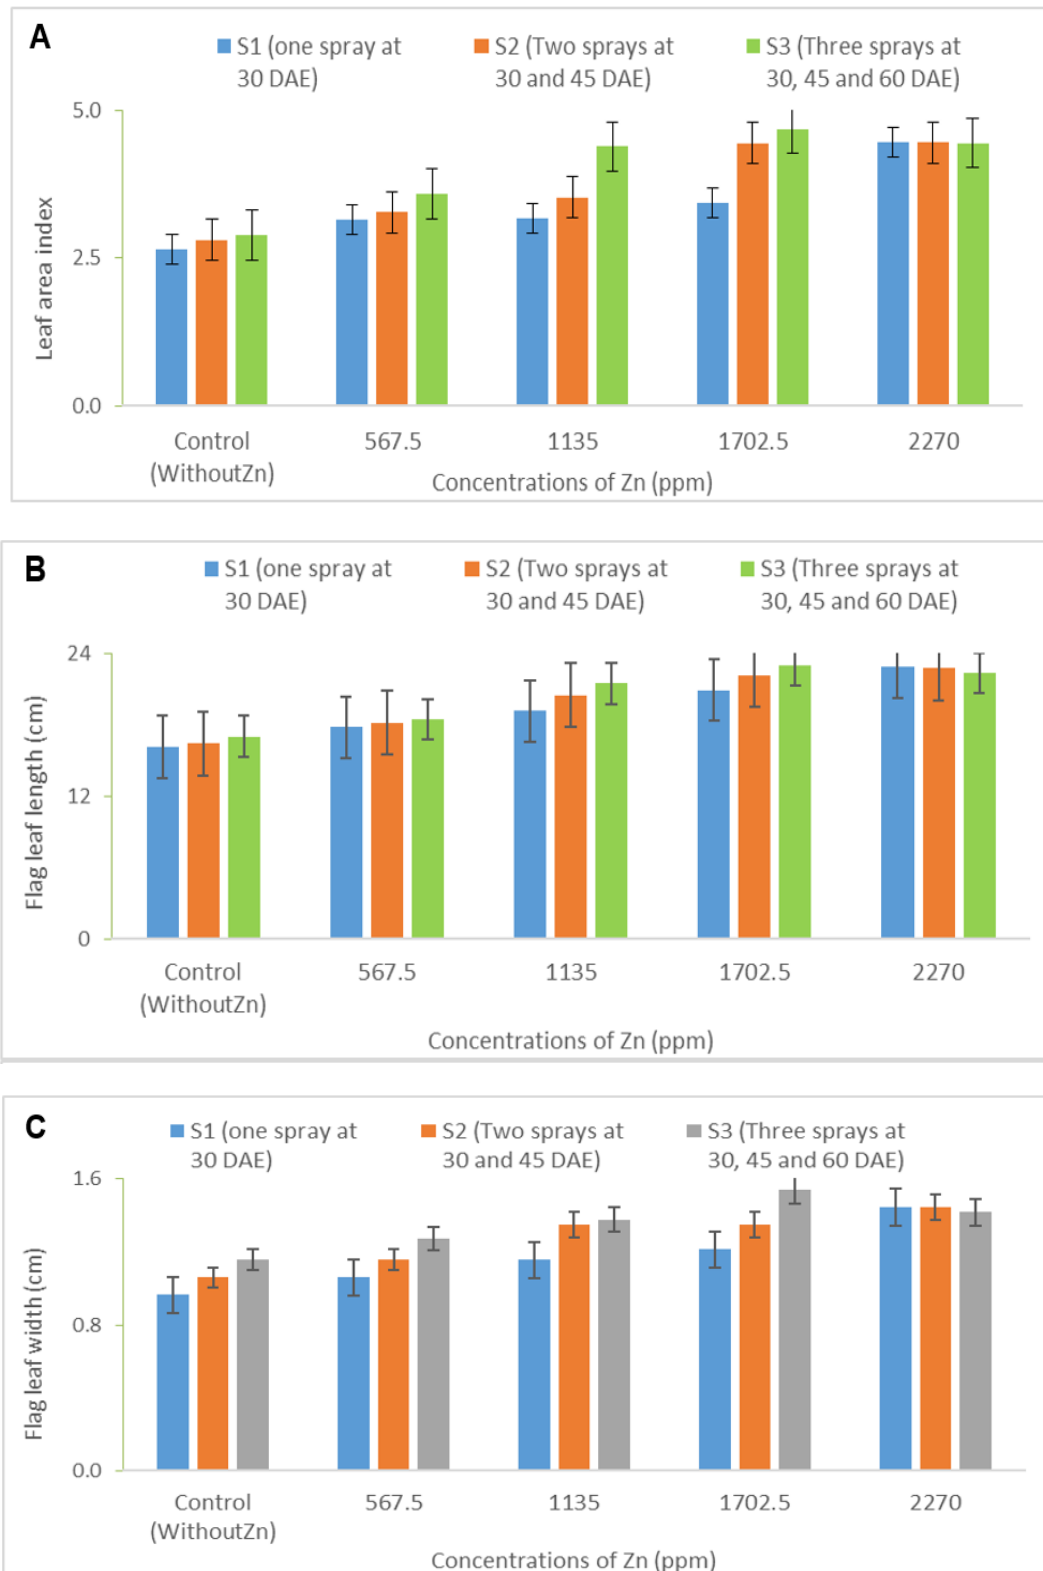 A
S1 (one spray at
30 DAE)
S2 (Two sprays at
30 and 45 DAE)
S3 (Three sprays at
30, 45 and 60 DAE)
5.0
2.5
0.0
Leaf area index
Control
(WithoutZn)
567.5
1135
1702.5
2270
Concentrations of Zn (ppm)
B
S1 (one spray at
30 DAE)
S2 (Two sprays at
30 and 45 DAE)
S3 (Three sprays at
30, 45 and 60 DAE)
24
12
0
Flag leaf length (cm)
Control
(WithoutZn)
567.5
1135
1702.5
2270
Concentrations of Zn (ppm)
C
S1 (one spray at
30 DAE)
S2 (Two sprays at
30 and 45 DAE)
S3 (Three sprays at
30, 45 and 60 DAE)
1.6
0.8
0.0
Flag leaf width (cm)
Control
(WithoutZn)
567.5
1135
1702.5
2270
Concentrations of Zn (ppm)